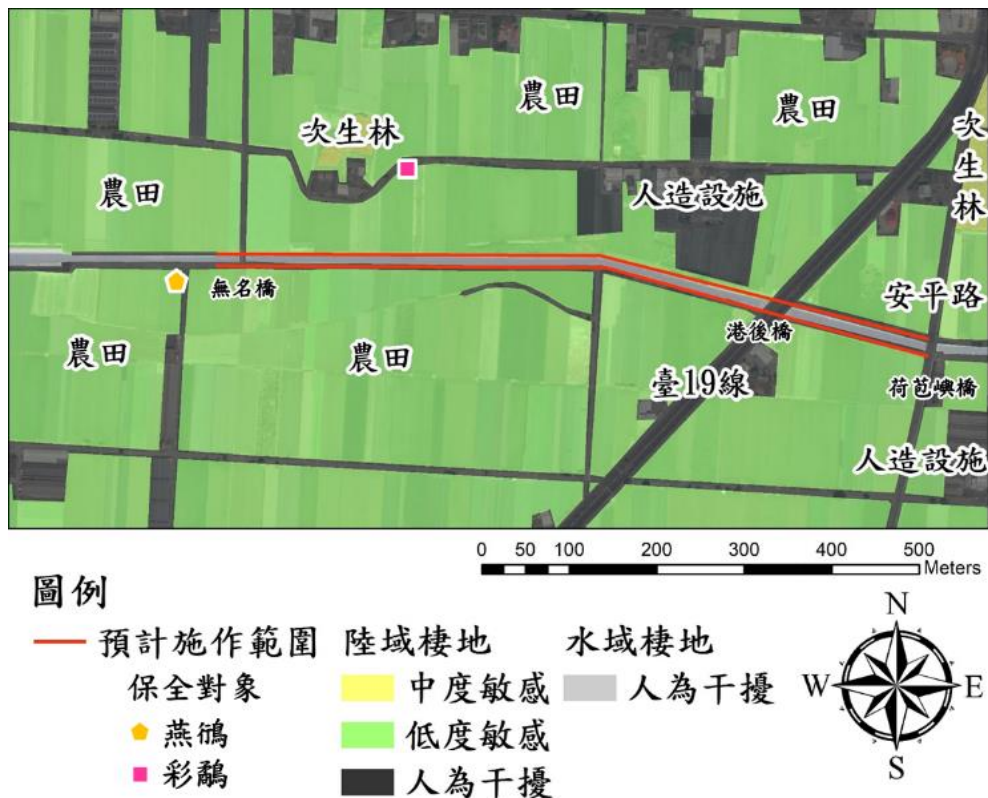 農田
次生林
農田
次生林
農田
人造設施
安平路
無名橋
港後橋
農田
農田
臺19線
荷苞嶼橋
人造設施
0 50 100 200 300 400 500
Meters
圖例
預計施作範圍
保全對象
燕鴴
彩鷸
陸域棲地
中度敏感
低度敏感
人為干擾
水域棲地
人為干擾
N
W E
S